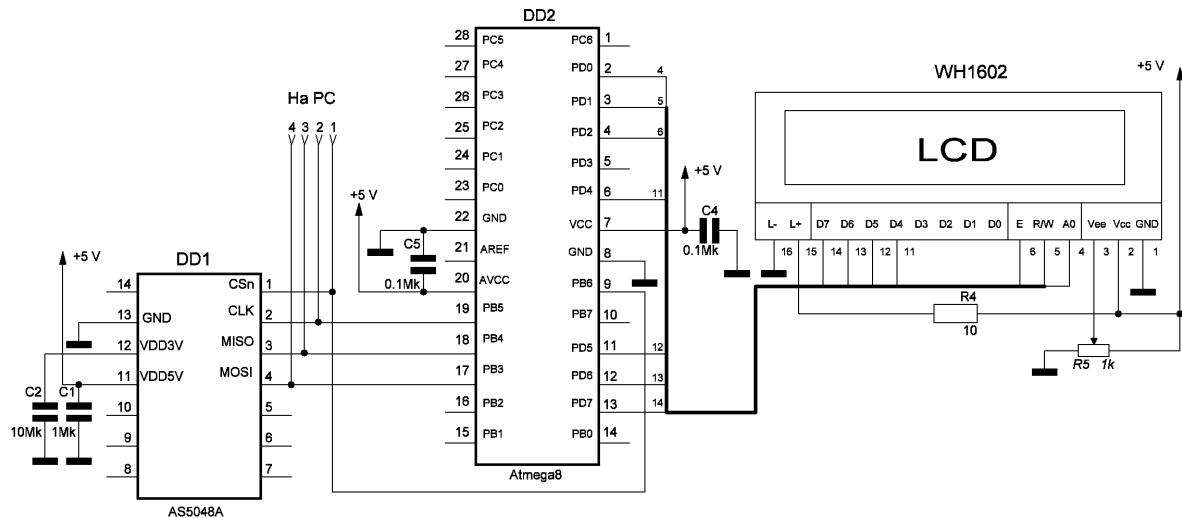 DD2
28 PC5 PC6 1
27 PC4 PD0 2 4
26 PC3 PD1 3 5
25 PC2 PD2 4 6
24 PC1 PD3 5
23 PC0 PD4 6 11
22 GND VCC 7
21 AREF GND 8
20 AVCC PB6 9
19 PB5 PB7 10
18 PB4 PD5 11 12
17 PB3 PD6 12 13
16 PB2 PD7 13 14
15 PB1 PB0 14
Atmega8
На PC
4 3 2 1
+5 V
C5
0.1Mk
+5 V
C4
0.1Mk
+5 V
DD1
14 CSn 1
13 GND CLK 2
12 VDD3V MISO 3
11 VDD5V MOSI 4
10 5
9 6
8 7
AS5048A
C2 C1
10Mk 1Mk
WH1602
+5 V
LCD
L- L+ D7 D6 D5 D4 D3 D2 D1 D0 E R/W A0 Vee Vcc GND
16 15 14 13 12 11 6 5 4 3 2 1
R4
10
R5 1k